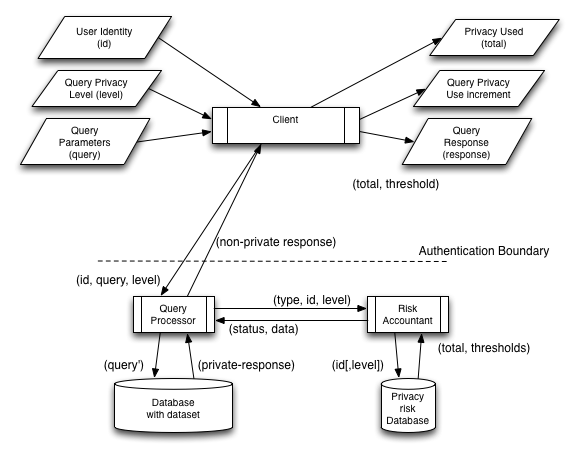 User Identity
(id)
Privacy Used
(total)
Query Privacy
Level (level)
Query Privacy
Use increment
Client
Query
Parameters
(query)
Query
Response
(response)
(total, threshold)
(non-private response)
Authentication Boundary
(id, query, level)
(type, id, level)
Query
Processor
Risk
Accountant
(status, data)
(total, thresholds)
(query')
(private-response)
(id[,level])
Database
with dataset
Privacy
risk
Database